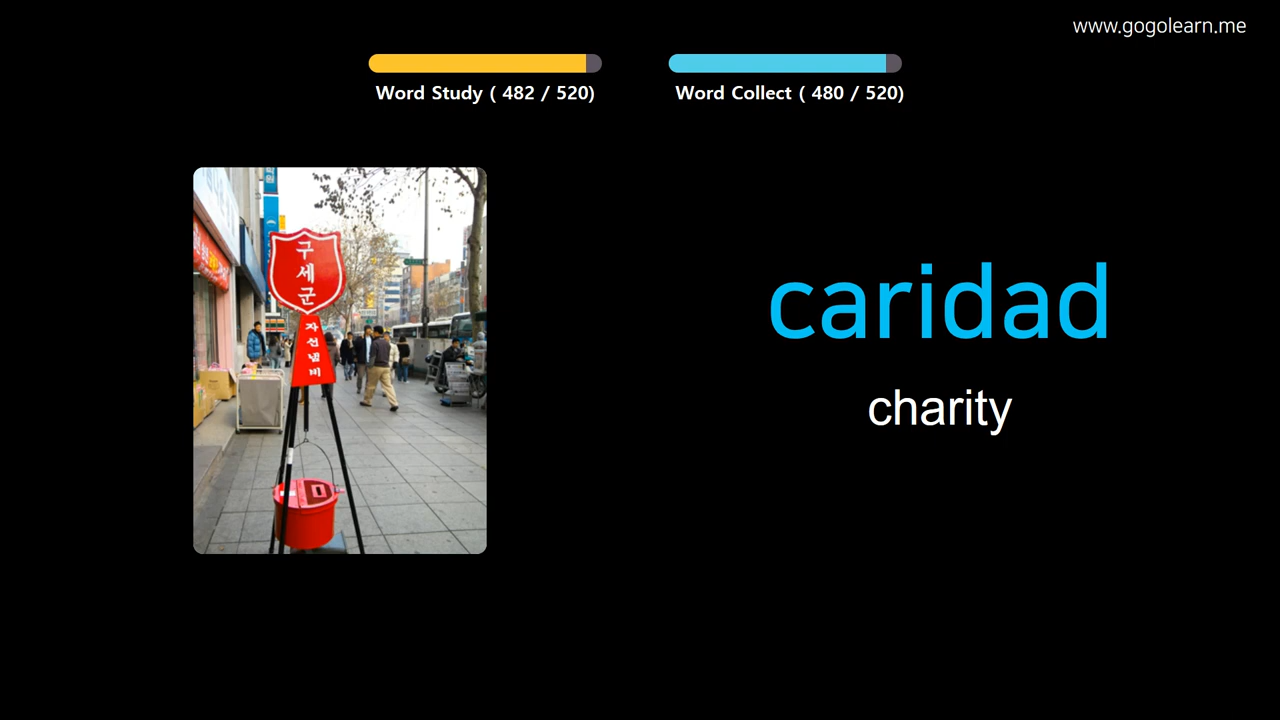 www.gogolearn.me
Word Study ( 482 / 520)
Word Collect ( 480 / 520)
구세군
자선냄비
caridad
charity